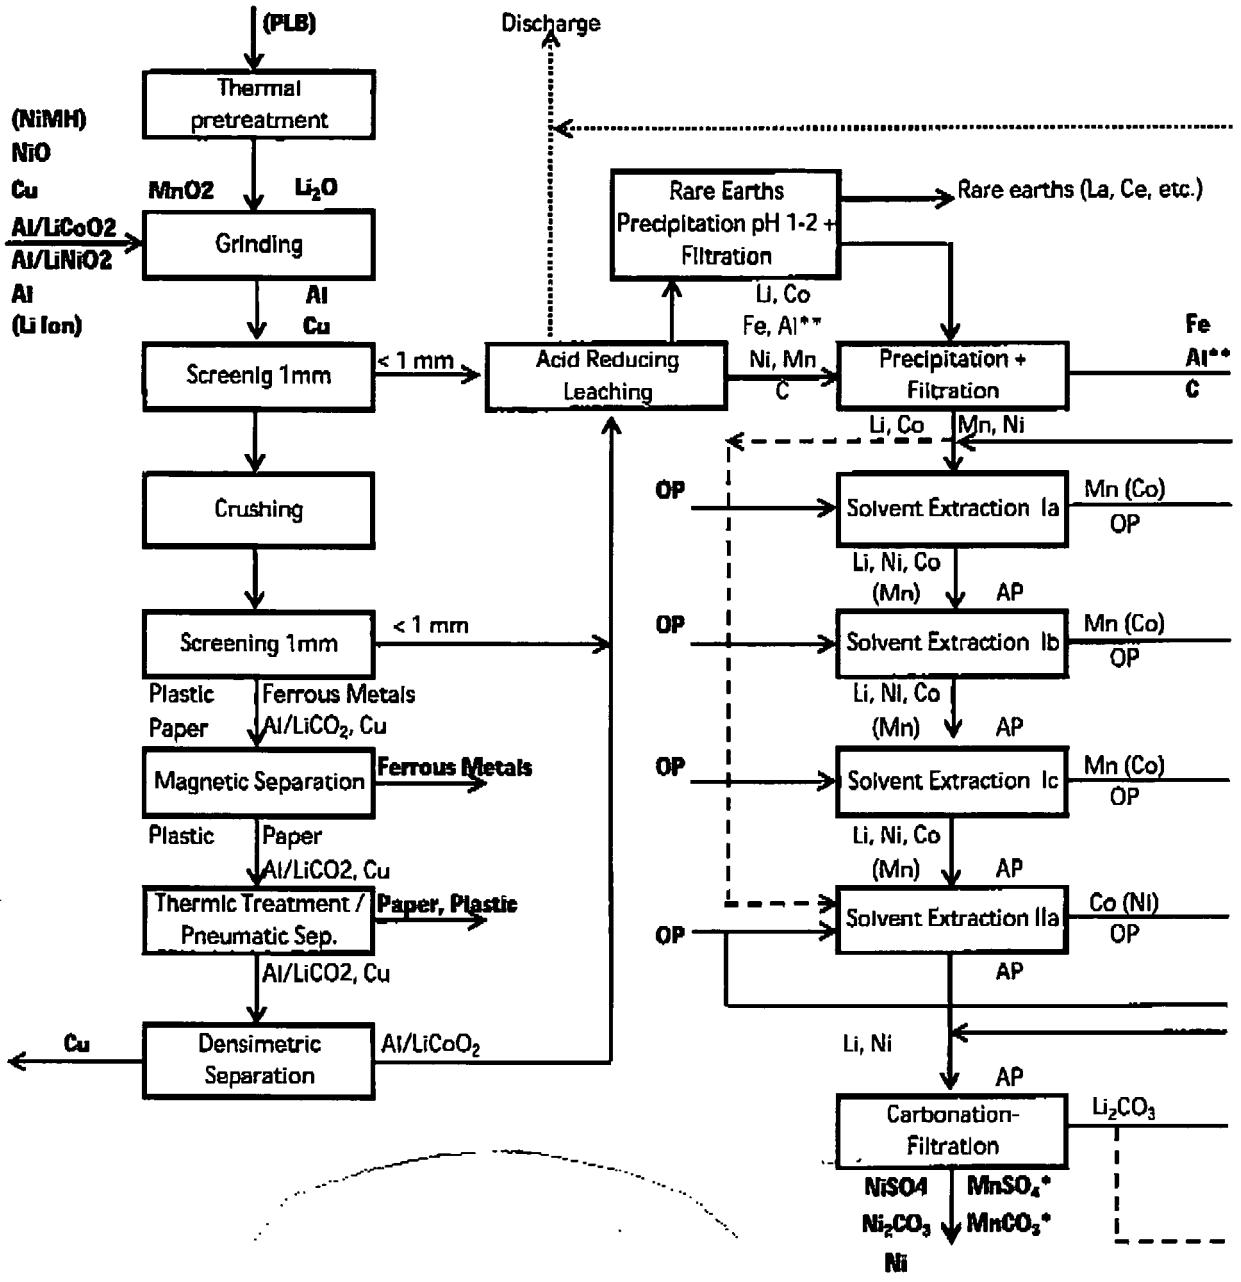 (PLB)
Discharge
Thermal
pretreatment
(NiMH)
NiO
Cu
Al/LiCoO2
Al/LiNiO2
Al
(Li Ion)
MnO2
Li₂O
Grinding
Al
Cu
Screenig 1mm
< 1 mm
Crushing
Screening 1mm
< 1 mm
Plastic
Ferrous Metals
Paper
Al/LiCO₂, Cu
Magnetic Separation
Ferrous Metals
Plastic
Paper
Al/LiCO2, Cu
Thermic Treatment /
Pneumatic Sep.
Paper, Plastic
Al/LiCO2, Cu
Cu
Densimetric
Separation
Al/LiCoO₂
Rare Earths
Precipitation pH 1-2 +
Filtration
Rare earths (La, Ce, etc.)
Acid Reducing
Leaching
Li, Co
Fe, Al**
Ni, Mn
C
Precipitation +
Filtration
Fe
Al**
C
Li, Co
Mn, Ni
OP
Solvent Extraction Ia
Mn (Co)
OP
Li, Ni, Co
(Mn)
AP
OP
Solvent Extraction Ib
Mn (Co)
OP
Li, Ni, Co
(Mn)
AP
OP
Solvent Extraction Ic
Mn (Co)
OP
Li, Ni, Co
(Mn)
AP
OP
Solvent Extraction IIa
Co (Ni)
OP
AP
Li, Ni
AP
Carbonation-
Filtration
Li₂CO₃
NiSO4
MnSO₄*
Ni₂CO₃
MnCO₃*
Ni